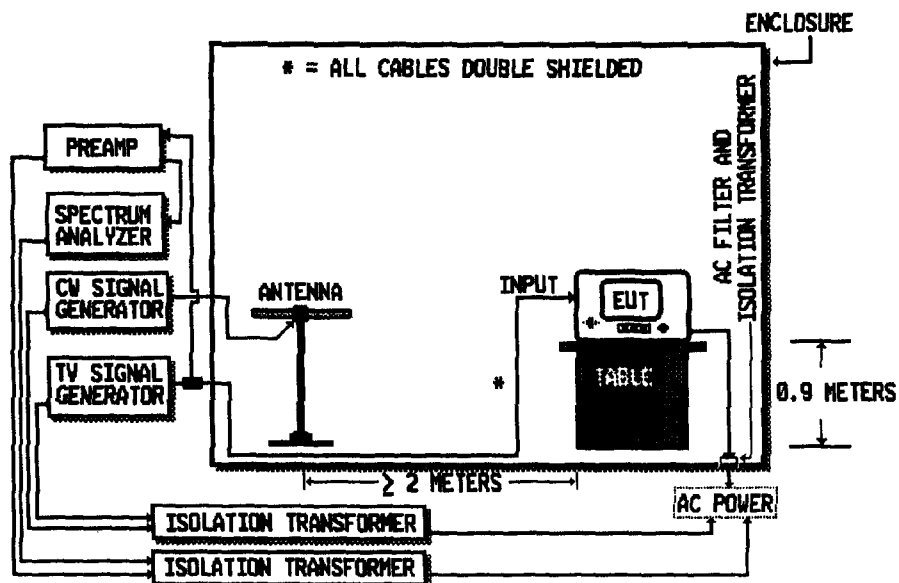 ENCLOSURE
* = ALL CABLES DOUBLE SHIELDED
PREAMP
SPECTRUM
ANALYZER
CW SIGNAL
GENERATOR
TV SIGNAL
GENERATOR
ANTENNA
INPUT
EUT
TABLE
*
AC FILTER AND
ISOLATION TRANSFORMER
0.9 METERS
≥ 2 METERS
AC POWER
ISOLATION TRANSFORMER
ISOLATION TRANSFORMER